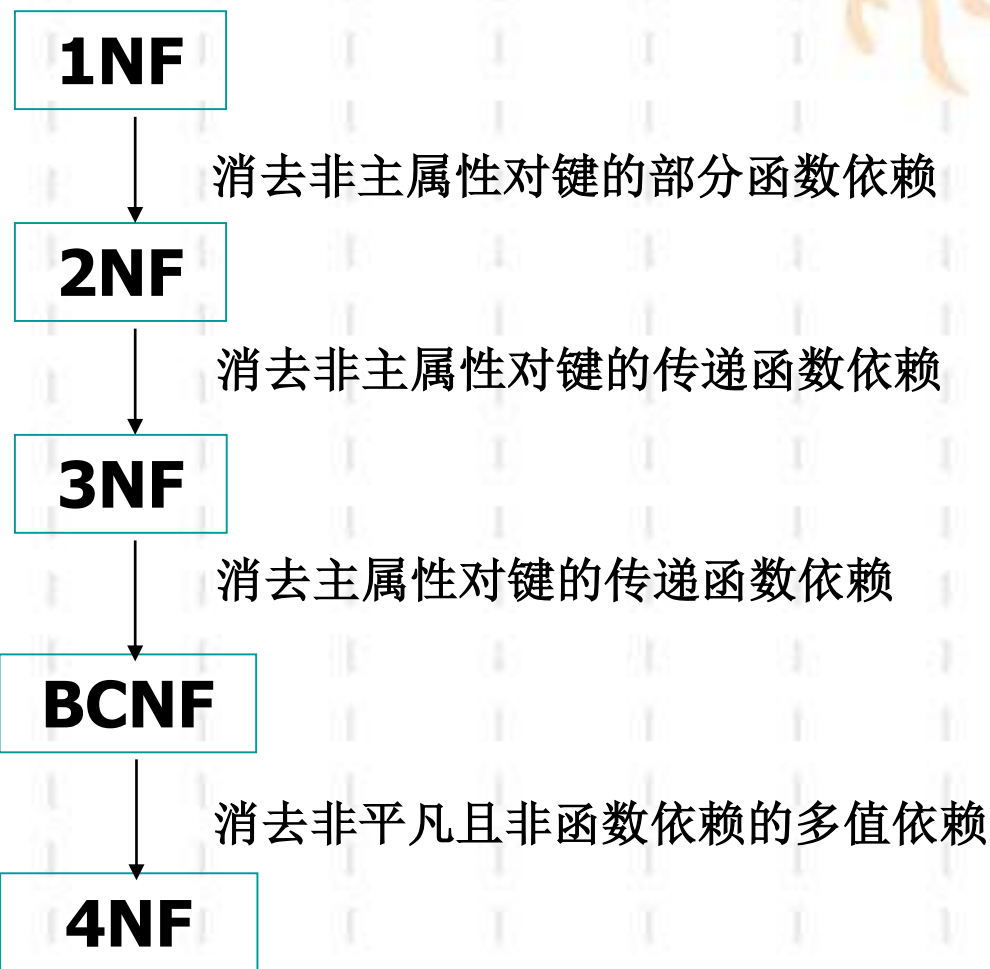 1NF
消去非主属性对键的部分函数依赖
2NF
消去非主属性对键的传递函数依赖
3NF
消去主属性对键的传递函数依赖
BCNF
消去非平凡且非函数依赖的多值依赖
4NF